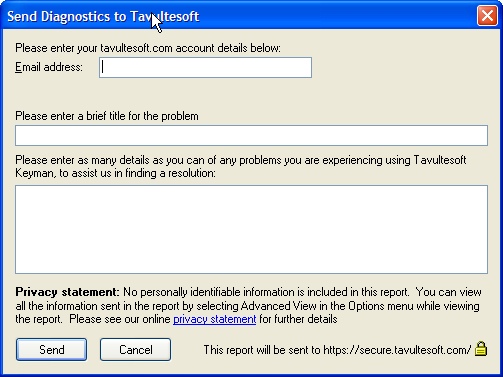 Send Diagnostics to Tavultesoft
Please enter your tavultesoft.com account details below:
Email address:
Please enter a brief title for the problem
Please enter as many details as you can of any problems you are experiencing using Tavultesoft
Keyman, to assist us in finding a resolution:
Privacy statement: No personally identifiable information is included in this report. You can view
all the information sent in the report by selecting Advanced View in the Options menu while viewing
the report. Please see our online privacy statement for further details
Send
Cancel
This report will be sent to https://secure.tavultesoft.com/